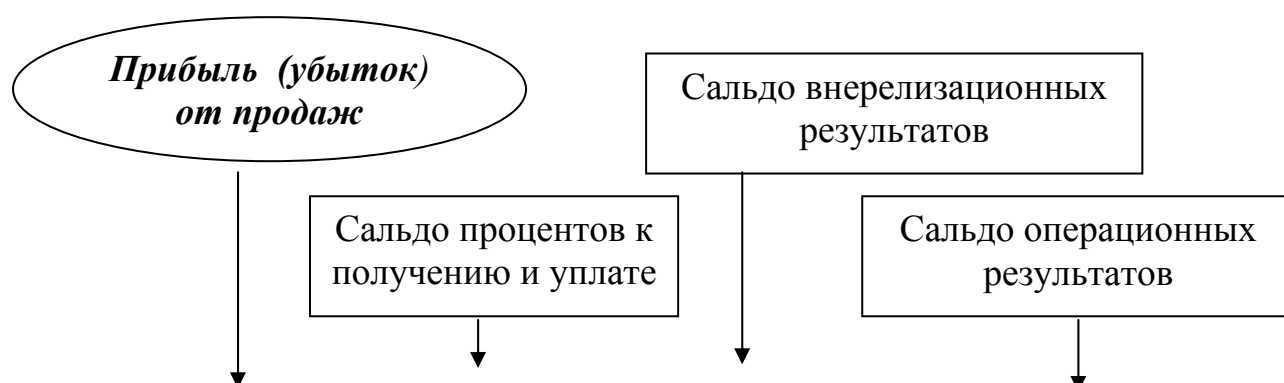 Прибыль (убыток)
от продаж
Сальдо внерелизационных
результатов
Сальдо процентов к
получению и уплате
Сальдо операционных
результатов